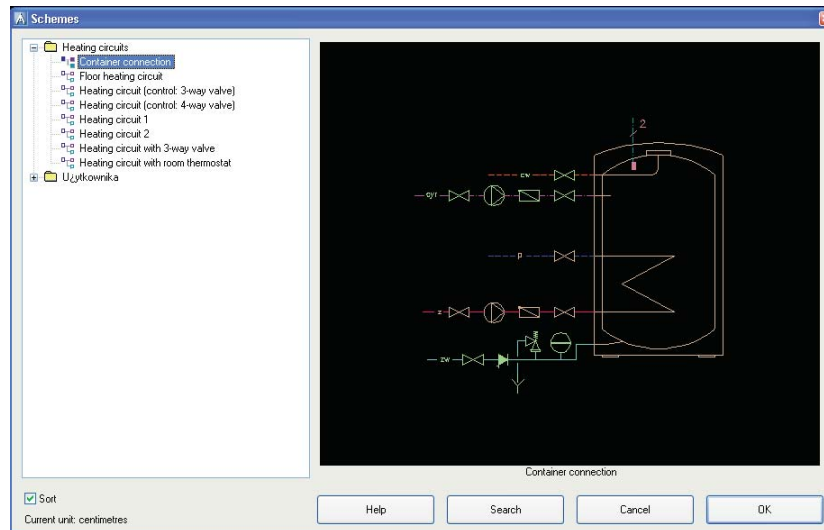 Schemes
Heating circuits
Container connection
Floor heating circuit
Heating circuit (control: 3-way valve)
Heating circuit (control: 4-way valve)
Heating circuit 1
Heating circuit 2
Heating circuit with 3-way valve
Heating circuit with room thermostat
U¿ytkownika
2
cw
cyr
p
z
zw
Container connection
Sort
Current unit: centimetres
Help
Search
Cancel
OK